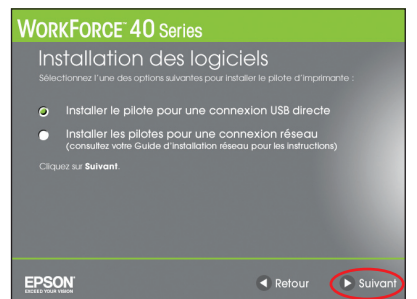 WORKFORCE™ 40 Series
Installation des logiciels
Sélectionnez l'une des options suivantes pour installer le pilote d'imprimante :
Installer le pilote pour une connexion USB directe
Installer les pilotes pour une connexion réseau
(consultez votre Guide d'installation réseau pour les instructions)
Cliquez sur Suivant.
EPSON
EXCEED YOUR VISION
Retour
Suivant